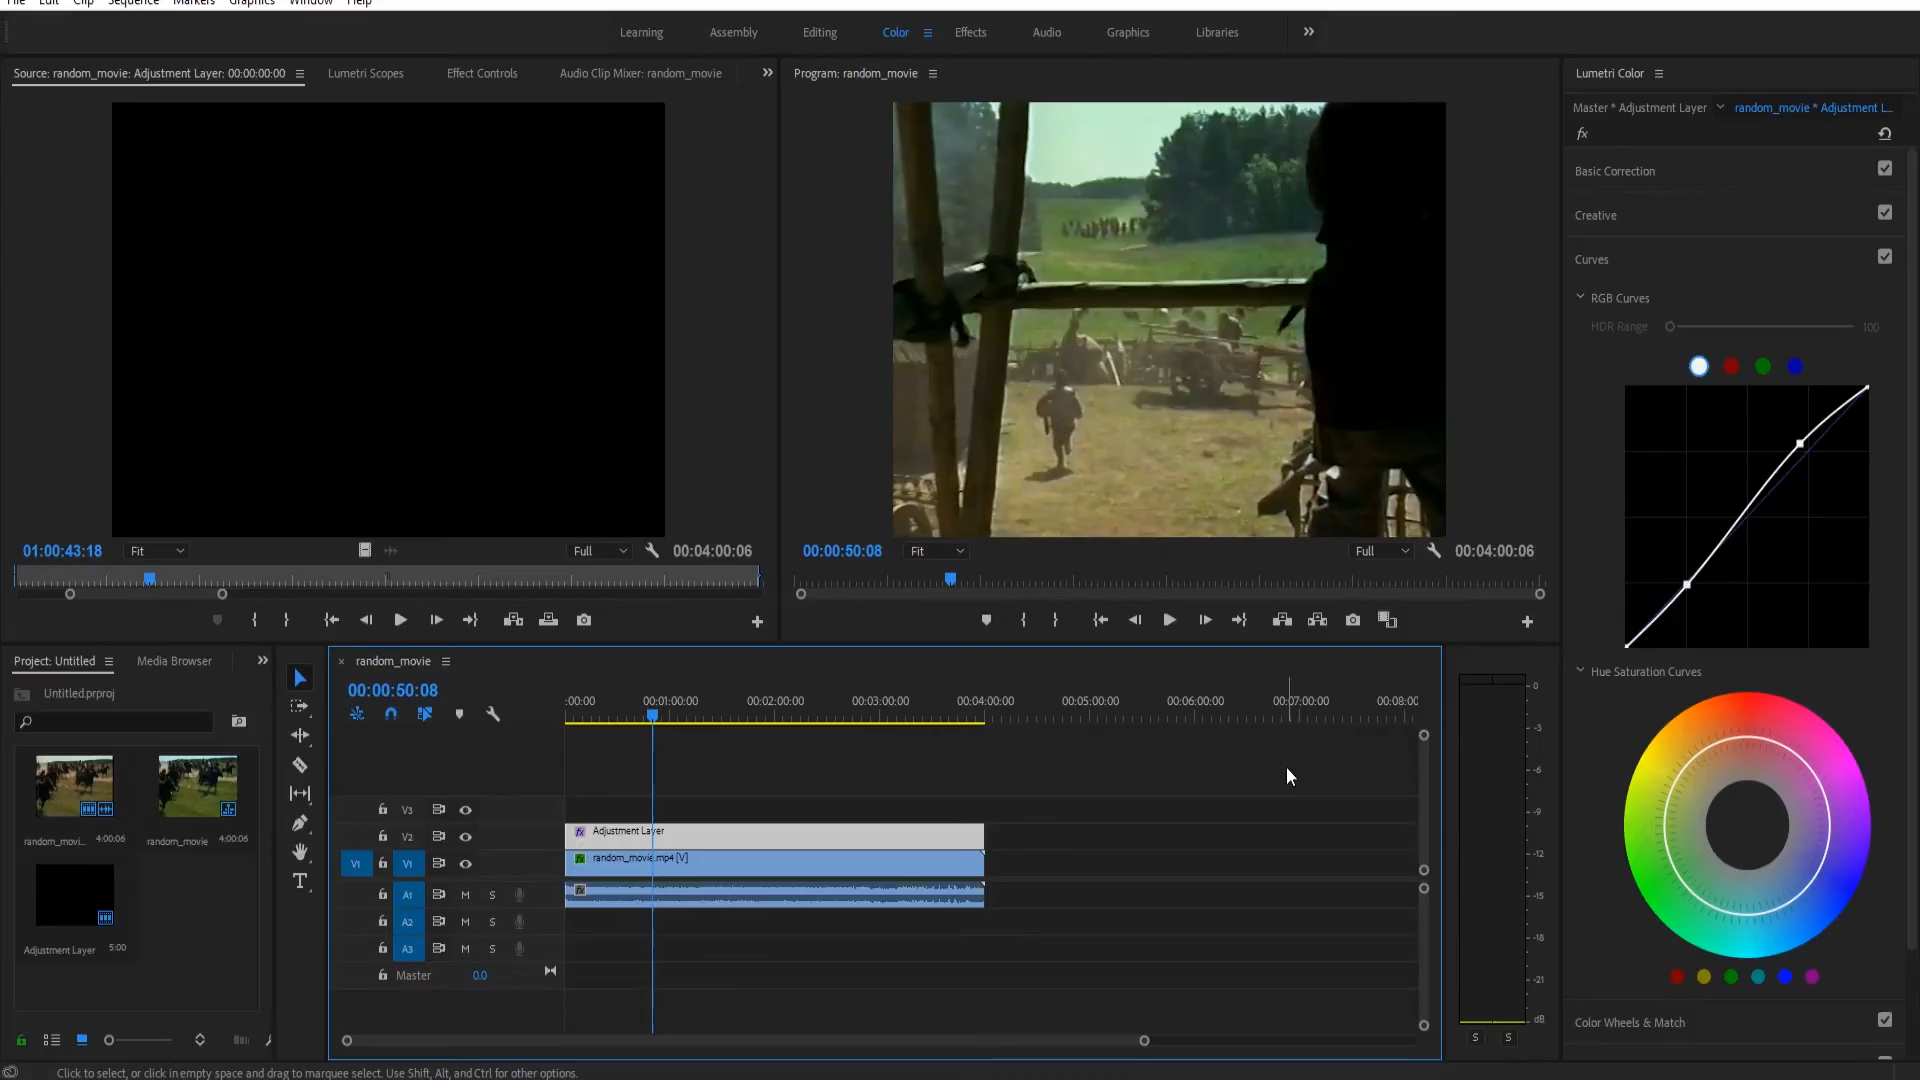 File Edit Clip Sequence Markers Graphics Window Help
Learning Assembly Editing Color Effects Audio Graphics Libraries
Source: random_movie: Adjustment Layer: 00:00:00:00 Lumetri Scopes Effect Controls Audio Clip Mixer: random_movie
Program: random_movie
Lumetri Color
Master * Adjustment Layer random_movie * Adjustment L...
fx
Basic Correction
Creative
Curves
RGB Curves
HDR Range 100
01:00:43:18 Fit Full 00:04:00:06
00:00:50:08 Fit Full 00:04:00:06
Hue Saturation Curves
Color Wheels & Match
Project: Untitled Media Browser
Untitled.prproj
random_movi... 4:00:06
random_movie 4:00:06
Adjustment Layer 5:00
random_movie
00:00:50:08
:00:00 00:01:00:00 00:02:00:00 00:03:00:00 00:04:00:00 00:05:00:00 00:06:00:00 00:07:00:00 00:08:00
V3
V2 fx Adjustment Layer
V1 V1 fx random_movie.mp4 [V]
A1 M S fx
A2 M S
A3 M S
Master 0.0
0
-3
-6
-9
-12
-15
-18
-21
dB
S S
Click to select, or click in empty space and drag to marquee select. Use Shift, Alt, and Ctrl for other options.